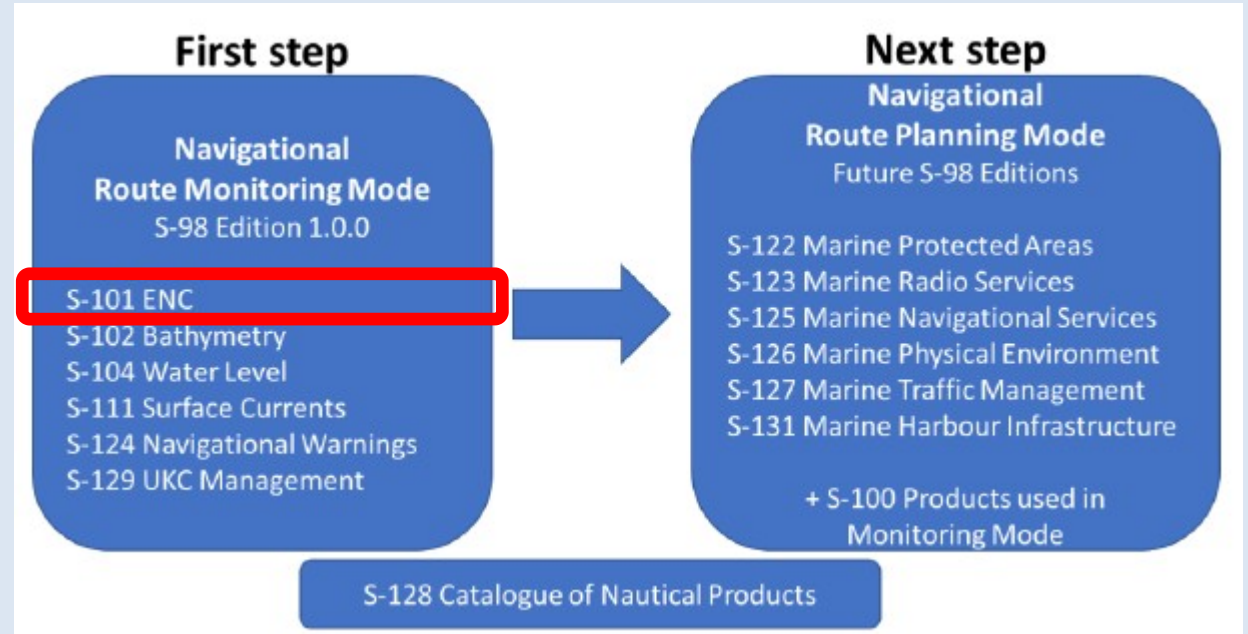 First step
Navigational
Route Monitoring Mode
S-98 Edition 1.0.0
S-101 ENC
S-102 Bathymetry
S-104 Water Level
S-111 Surface Currents
S-124 Navigational Warnings
S-129 UKC Management
Next step
Navigational
Route Planning Mode
Future S-98 Editions
S-122 Marine Protected Areas
S-123 Marine Radio Services
S-125 Marine Navigational Services
S-126 Marine Physical Environment
S-127 Marine Traffic Management
S-131 Marine Harbour Infrastructure
+ S-100 Products used in
Monitoring Mode
S-128 Catalogue of Nautical Products